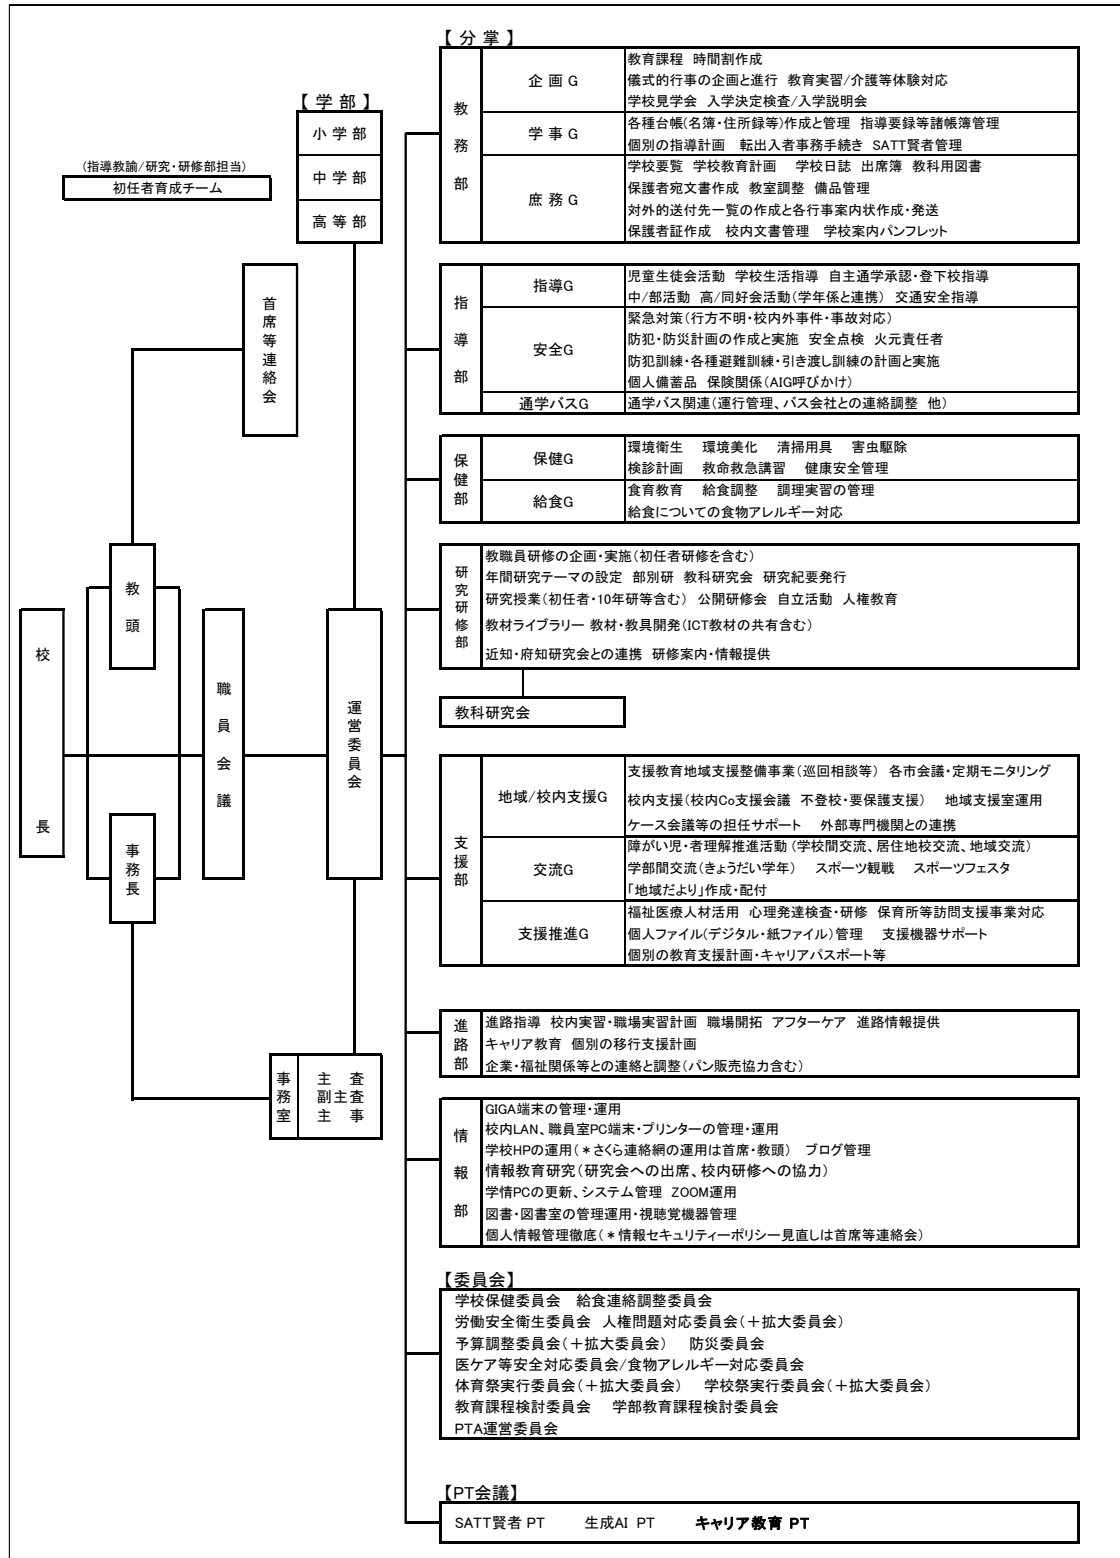 【 学 部 】
小 学 部
中 学 部
高 等 部
(指導教諭/研究・研修部担当)
初任者育成チーム
首席等連絡会
教頭
校長
職員会議
事務長
運営委員会
事務室
主　査
副主査
主　事
【 分 掌 】
教務部
企 画 G
教育課程 時間割作成
儀式的行事の企画と進行 教育実習/介護等体験対応
学校見学会 入学決定検査/入学説明会
学 事 G
各種台帳(名簿・住所録等)作成と管理 指導要録等諸帳簿管理
個別の指導計画　転出入者事務手続き SATT賢者管理
庶 務 G
学校要覧 学校教育計画　学校日誌 出席簿 教科用図書
保護者宛文書作成 教室調整 備品管理
対外的送付先一覧の作成と各行事案内状作成・発送
保護者証作成　校内文書管理　学校案内パンフレット
指導部
指導G
児童生徒会活動 学校生活指導 自主通学承認・登下校指導
中/部活動 高/同好会活動(学年係と連携) 交通安全指導
安全G
緊急対策(行方不明・校内外事件・事故対応)
防犯・防災計画の作成と実施 安全点検 火元責任者
防犯訓練・各種避難訓練・引き渡し訓練の計画と実施
個人備蓄品 保険関係(AIG呼びかけ)
通学バスG
通学バス関連(運行管理、バス会社との連絡調整 他)
保健部
保健G
環境衛生　環境美化　清掃用具　害虫駆除
検診計画　救命救急講習　健康安全管理
給食G
食育教育　給食調整　調理実習の管理
給食についての食物アレルギー対応
研究研修部
教職員研修の企画・実施(初任者研修を含む)
年間研究テーマの設定 部別研 教科研究会 研究紀要発行
研究授業(初任者・10年研等含む) 公開研修会 自立活動 人権教育
教材ライブラリー 教材・教具開発(ICT教材の共有含む)
近知・府知研究会との連携 研修案内・情報提供
教科研究会
支援部
地域/校内支援G
支援教育地域支援整備事業(巡回相談等) 各市会議・定期モニタリング
校内支援(校内Co支援会議 不登校・要保護支援)　地域支援室運用
ケース会議等の担任サポート　外部専門機関との連携
交流G
障がい児・者理解推進活動 (学校間交流、居住地校交流、地域交流)
学部間交流(きょうだい学年)　スポーツ観戦　スポーツフェスタ
「地域だより」作成・配付
支援推進G
福祉医療人材活用 心理発達検査・研修 保育所等訪問支援事業対応
個人ファイル(デジタル・紙ファイル)管理　支援機器サポート
個別の教育支援計画・キャリアパスポート等
進路部
進路指導 校内実習・職場実習計画 職場開拓 アフターケア 進路情報提供
キャリア教育 個別の移行支援計画
企業・福祉関係等との連絡と調整(パン販売協力含む)
情報部
GIGA端末の管理・運用
校内LAN、職員室PC端末・プリンターの管理・運用
学校HPの運用(＊さくら連絡網の運用は首席・教頭)　ブログ管理
情報教育研究(研究会への出席、校内研修への協力)
学情PCの更新、システム管理 ZOOM運用
図書・図書室の管理運用・視聴覚機器管理
個人情報管理徹底(＊情報セキュリティーポリシー見直しは首席等連絡会)
【委員会】
学校保健委員会　給食連絡調整委員会
労働安全衛生委員会 人権問題対応委員会(＋拡大委員会)
予算調整委員会(＋拡大委員会)　防災委員会
医ケア等安全対応委員会/食物アレルギー対応委員会
体育祭実行委員会(＋拡大委員会)　学校祭実行委員会(＋拡大委員会)
教育課程検討委員会　学部教育課程検討委員会
PTA運営委員会
【PT会議】
SATT賢者 PT　生成AI PT　キャリア教育 PT